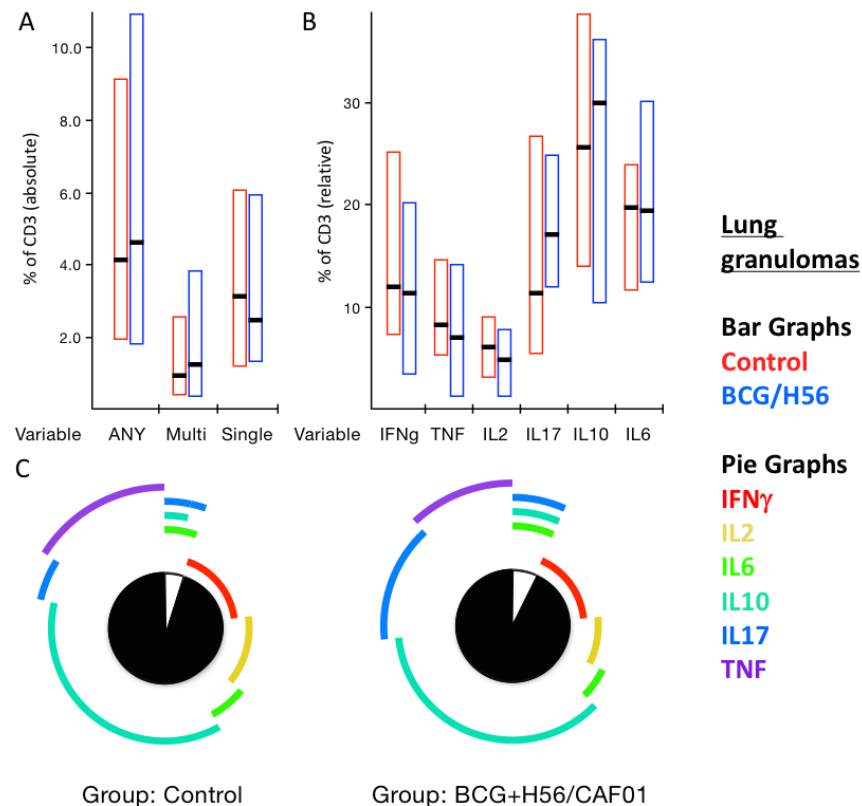 A
% of CD3 (absolute)
10.0
8.0
6.0
4.0
2.0
Variable ANY Multi Single
B
% of CD3 (relative)
30
20
10
Variable IFNg TNF IL2 IL17 IL10 IL6
Lung
granulomas
Bar Graphs
Control
BCG/H56
Pie Graphs
IFNγ
IL2
IL6
IL10
IL17
TNF
C
Group: Control
Group: BCG+H56/CAF01